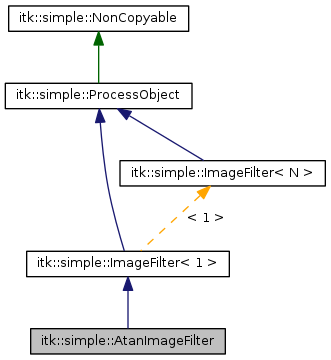 itk::simple::NonCopyable
itk::simple::ProcessObject
itk::simple::ImageFilter< N >
< 1 >
itk::simple::ImageFilter< 1 >
itk::simple::AtanImageFilter